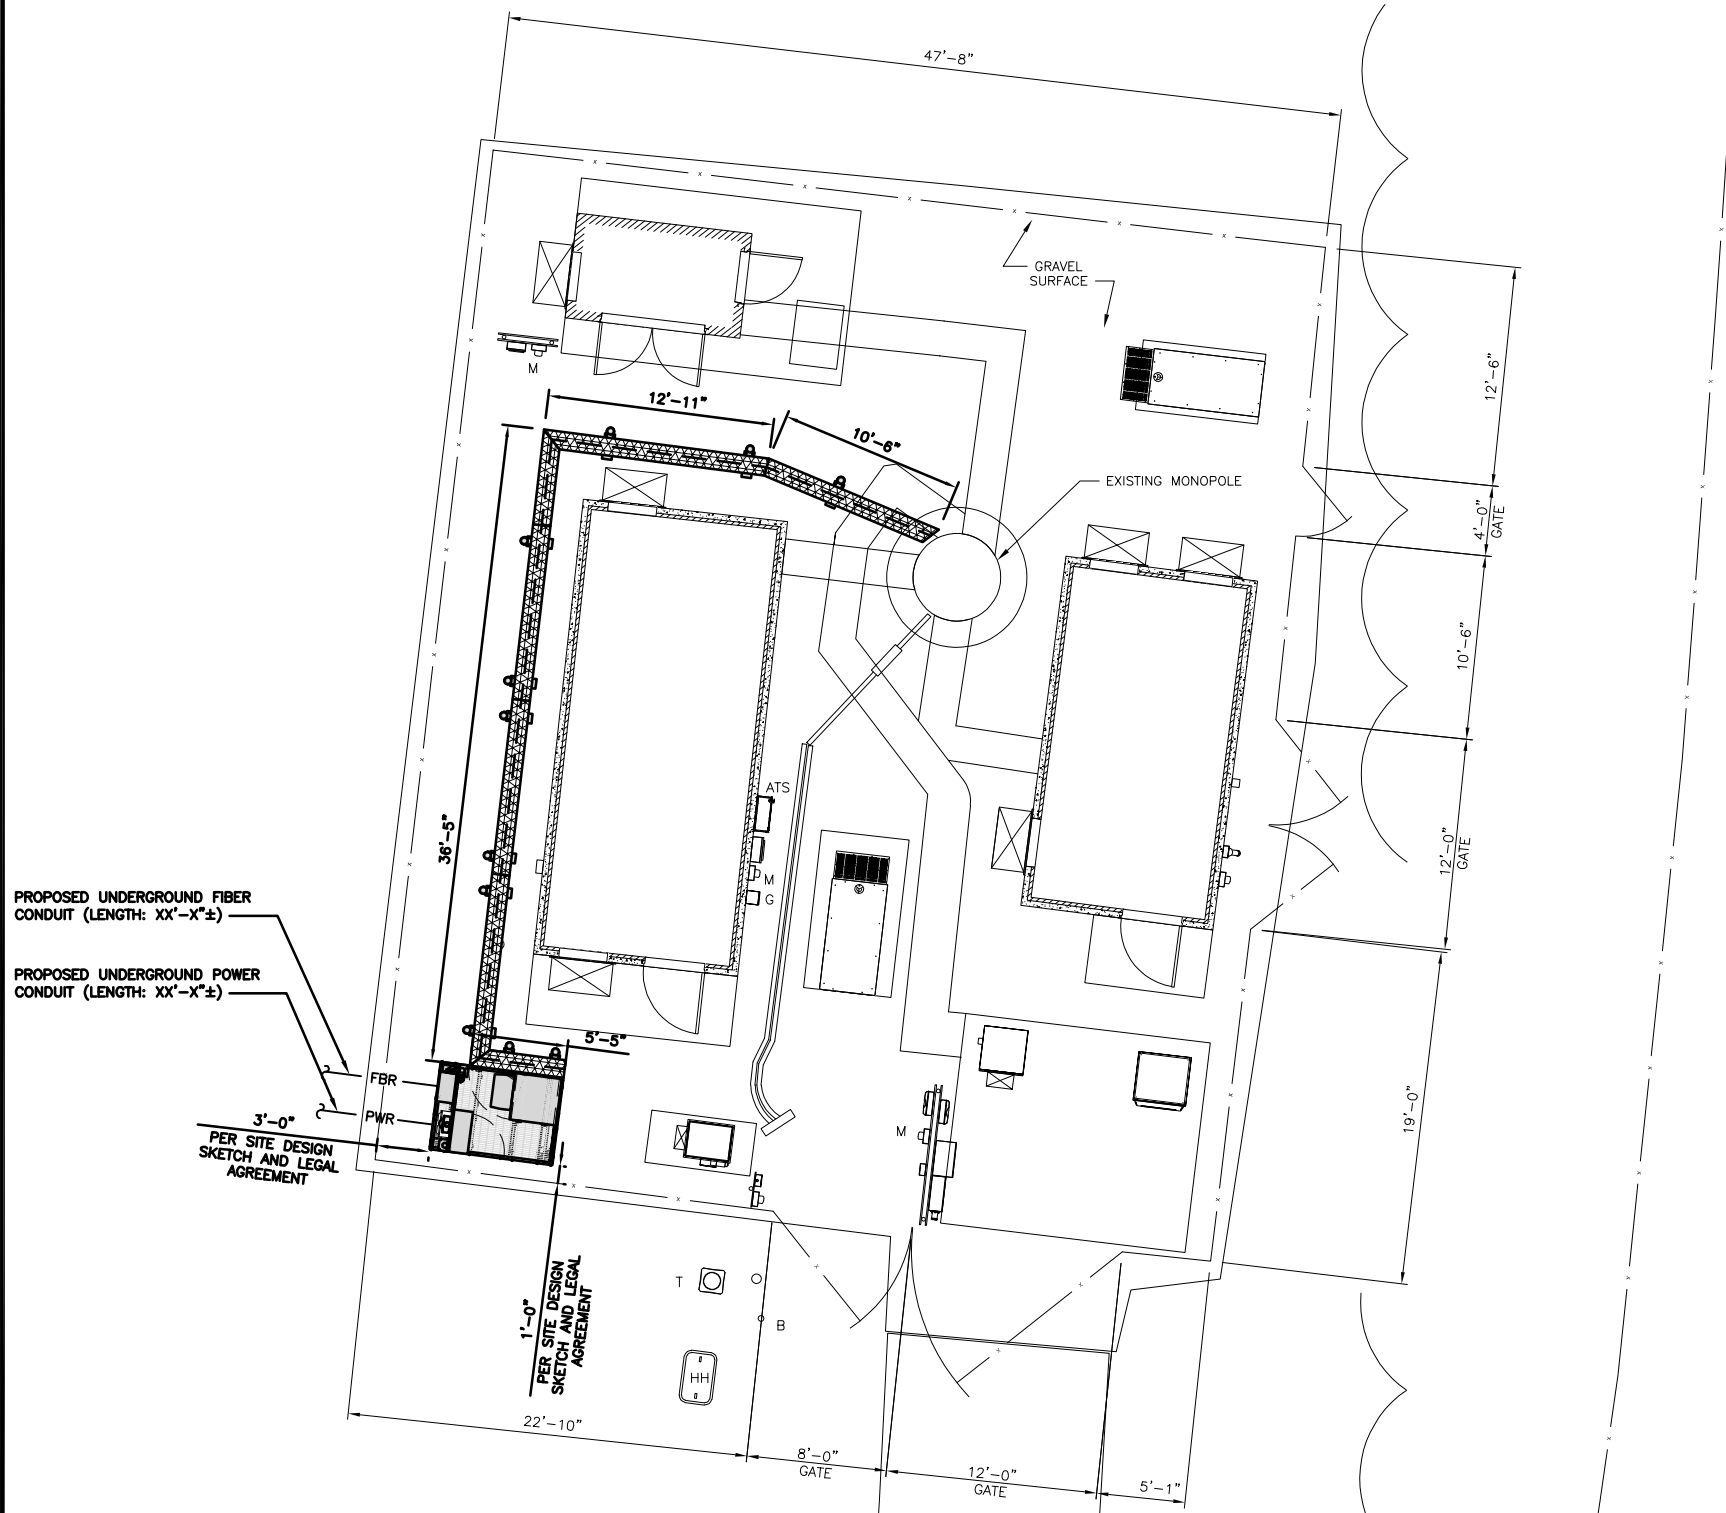 47'-8"
GRAVEL
SURFACE
M
12'-11"
10'-6"
EXISTING MONOPOLE
12'-6"
4'-0"
GATE
10'-6"
12'-0"
GATE
19'-0"
36'-5"
ATS
M
G
PROPOSED UNDERGROUND FIBER
CONDUIT (LENGTH: XX'-X"±)
PROPOSED UNDERGROUND POWER
CONDUIT (LENGTH: XX'-X"±)
5'-5"
FBR
PWR
3'-0"
PER SITE DESIGN
SKETCH AND LEGAL
AGREEMENT
M
1'-0"
PER SITE DESIGN
SKETCH AND LEGAL
AGREEMENT
T
B
HH
22'-10"
8'-0"
GATE
12'-0"
GATE
5'-1"